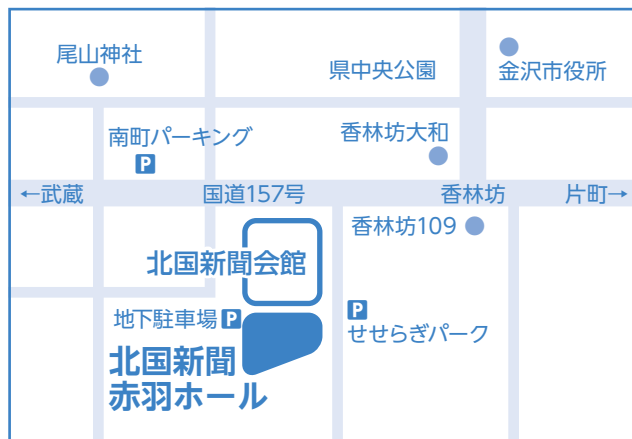 尾山神社
県中央公園
金沢市役所
南町パーキング
P
香林坊大和
←武蔵
国道157号
香林坊
片町→
香林坊109
北国新聞会館
地下駐車場 P
P
せせらぎパーク
北国新聞
赤羽ホール